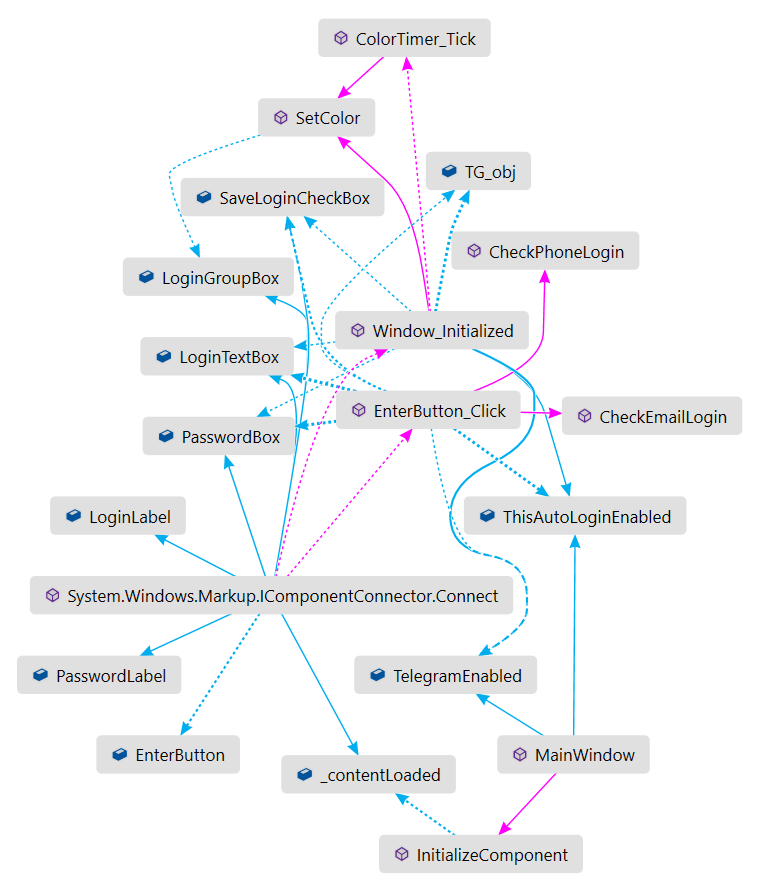 ColorTimer_Tick
SetColor
TG_obj
SaveLoginCheckBox
CheckPhoneLogin
LoginGroupBox
Window_Initialized
LoginTextBox
EnterButton_Click
CheckEmailLogin
PasswordBox
LoginLabel
ThisAutoLoginEnabled
System.Windows.Markup.IComponentConnector.Connect
PasswordLabel
TelegramEnabled
EnterButton
MainWindow
_contentLoaded
InitializeComponent